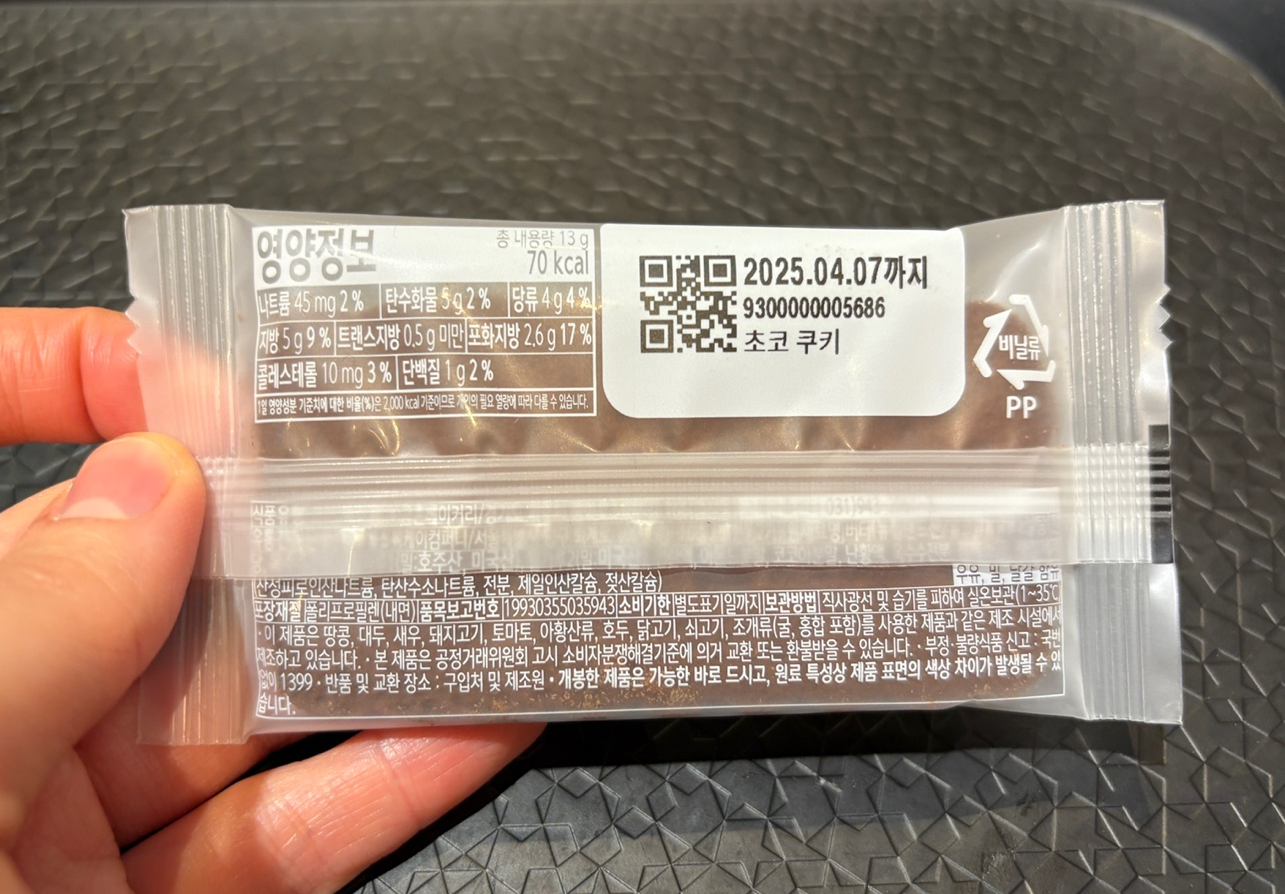 영양정보
총 내용량 13 g
70 kcal
나트륨 45 mg 2 % 탄수화물 5 g 2 % 당류 4 g 4 %
지방 5 g 9 % 트랜스지방 0.5 g 미만 포화지방 2.6 g 17 %
콜레스테롤 10 mg 3 % 단백질 1 g 2 %
1일 영양성분 기준치에 대한 비율(%)은 2,000 kcal 기준이므로 개인의 필요 열량에 따라 다를 수 있습니다.
2025.04.07까지
9300000005686
초코 쿠키
비닐류
PP
산성피로인산나트륨, 탄산수소나트륨, 전분, 제일인산칼슘, 젖산칼슘)
우유, 밀, 달걀 함유
포장재질 폴리프로필렌(내면) 품목보고번호 19930355035943 소비기한 별도표기일까지 보관방법 직사광선 및 습기를 피하여 실온보관(1~35℃
· 이 제품은 땅콩, 대두, 새우, 돼지고기, 토마토, 아황산류, 호두, 닭고기, 쇠고기, 조개류(굴, 홍합 포함)를 사용한 제품과 같은 제조 시설에서
제조하고 있습니다. · 본 제품은 공정거래위원회 고시 소비자분쟁해결기준에 의거 교환 또는 환불받을 수 있습니다. · 부정·불량식품 신고 : 국번
없이 1399 · 반품 및 교환 장소 : 구입처 및 제조원 · 개봉한 제품은 가능한 바로 드시고, 원료 특성상 제품 표면의 색상 차이가 발생될 수 있
습니다.